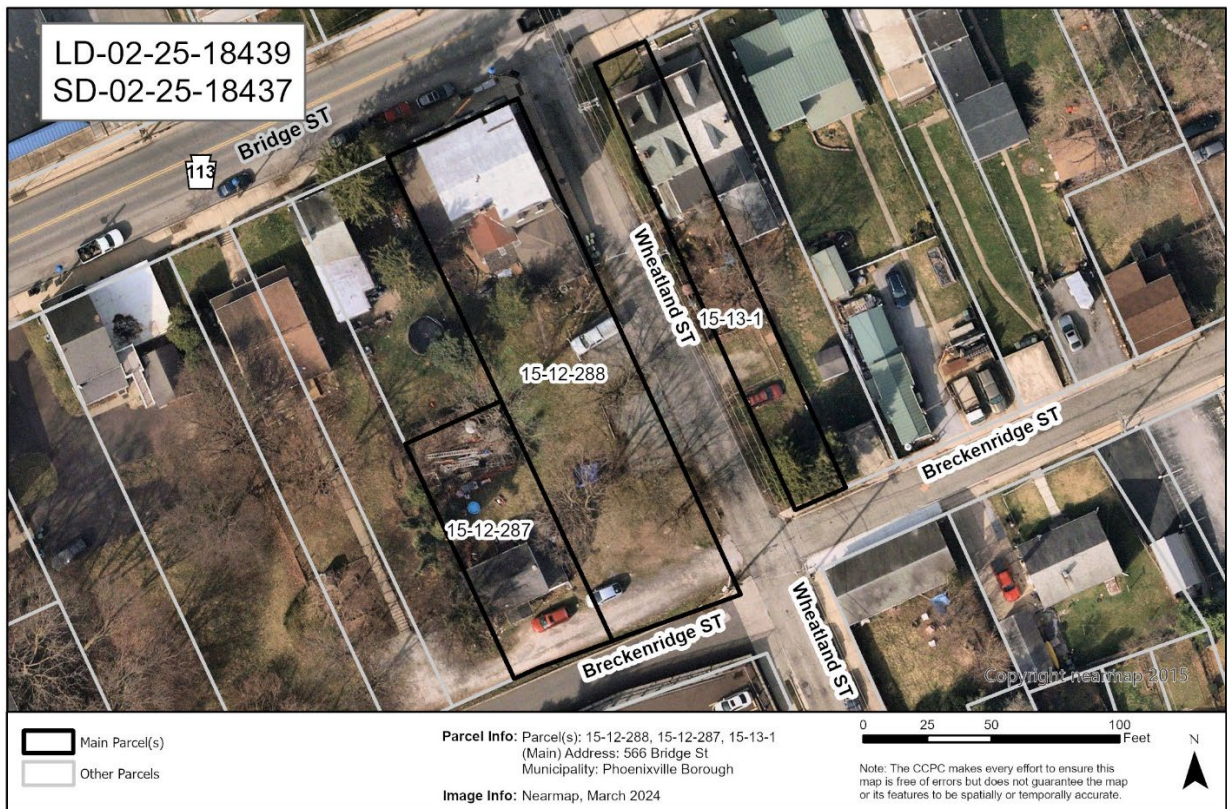 LD-02-25-18439
SD-02-25-18437
Bridge ST
113
Wheatland ST
15-13-1
15-12-288
Breckenridge ST
15-12-287
Breckenridge ST
Wheatland ST
Copyright nearmap 2015
Main Parcel(s)
Other Parcels
Parcel Info: Parcel(s): 15-12-288, 15-12-287, 15-13-1
(Main) Address: 566 Bridge St
Municipality: Phoenixville Borough
Image Info: Nearmap, March 2024
0 25 50 100
Feet
Note: The CCPC makes every effort to ensure this
map is free of errors but does not guarantee the map
or its features to be spatially or temporally accurate.
N